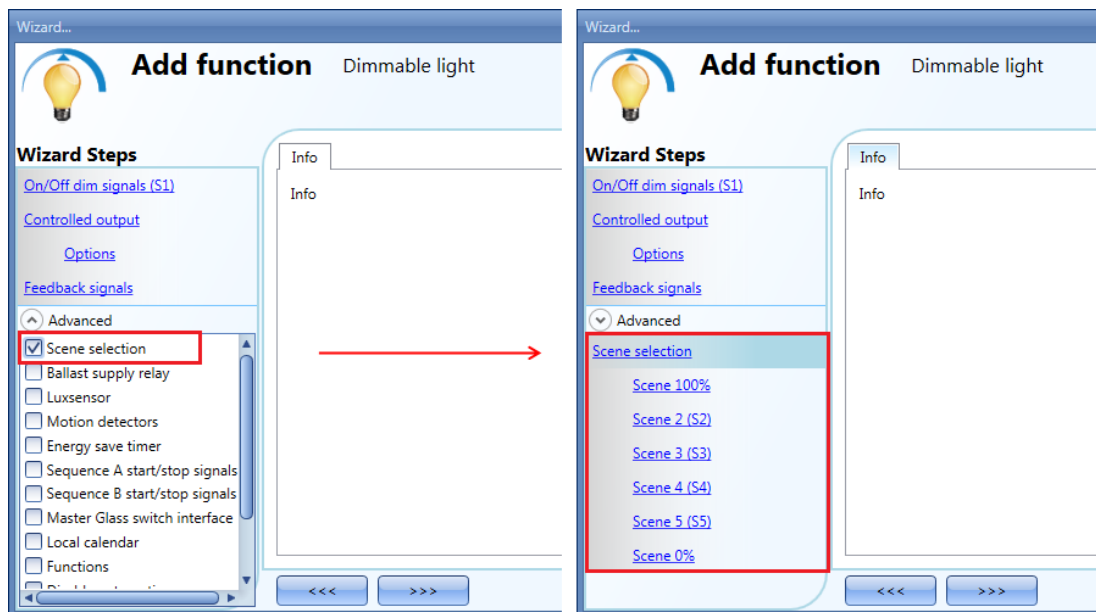 Wizard...
Add function Dimmable light
Wizard Steps
On/Off dim signals (S1)
Controlled output
Options
Feedback signals
Advanced
Scene selection
Ballast supply relay
Luxsensor
Motion detectors
Energy save timer
Sequence A start/stop signals
Sequence B start/stop signals
Master Glass switch interface
Local calendar
Functions
Info
Info
<<< >>>
Wizard...
Add function Dimmable light
Wizard Steps
On/Off dim signals (S1)
Controlled output
Options
Feedback signals
Advanced
Scene selection
Scene 100%
Scene 2 (S2)
Scene 3 (S3)
Scene 4 (S4)
Scene 5 (S5)
Scene 0%
Info
Info
<<< >>>